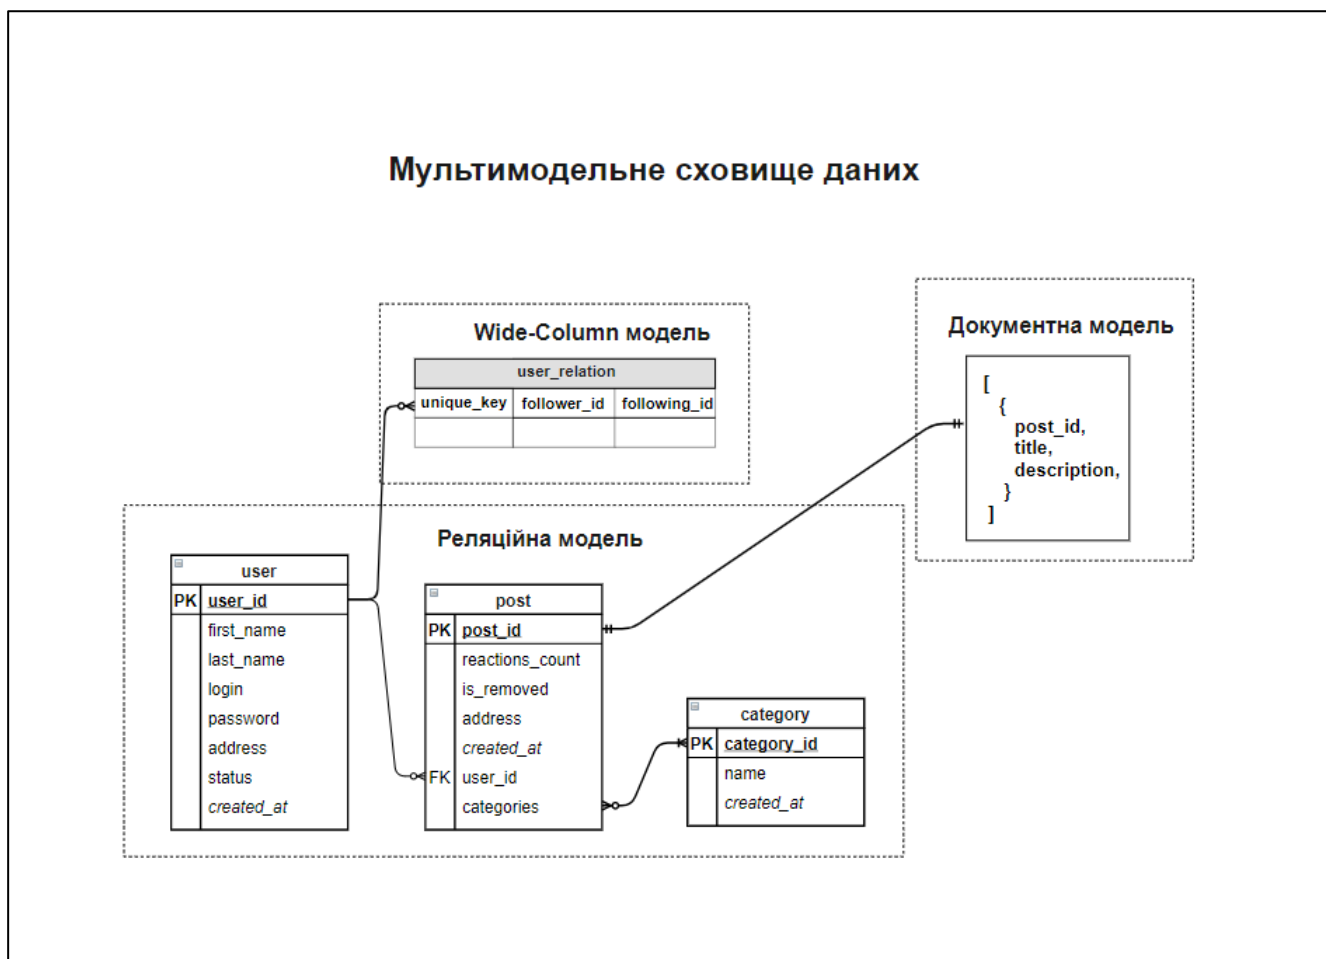 Мультимодельне сховище даних
Wide-Column модель
user_relation
unique_key follower_id following_id
Документна модель
[
{
post_id,
title,
description,
}
]
Реляційна модель
user
PK user_id
first_name
last_name
login
password
address
status
created_at
post
PK post_id
reactions_count
is_removed
address
created_at
FK user_id
categories
category
PK category_id
name
created_at